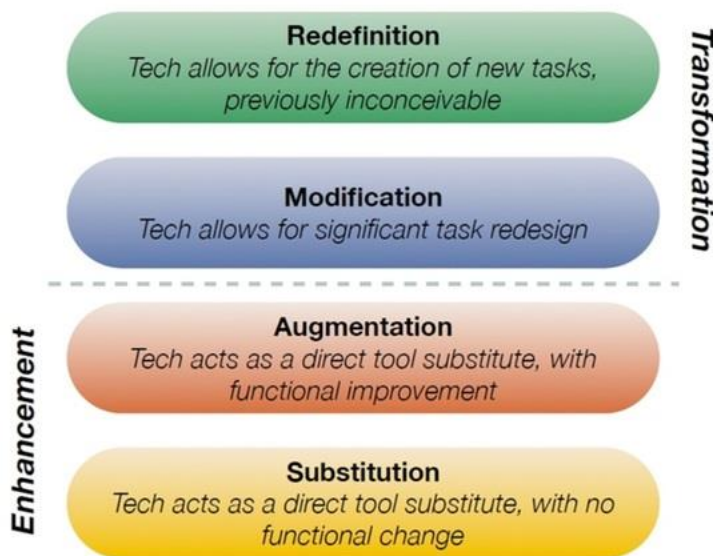 Redefinition
Tech allows for the creation of new tasks,
previously inconceivable
Transformation
Modification
Tech allows for significant task redesign
Augmentation
Tech acts as a direct tool substitute, with
functional improvement
Enhancement
Substitution
Tech acts as a direct tool substitute, with no
functional change